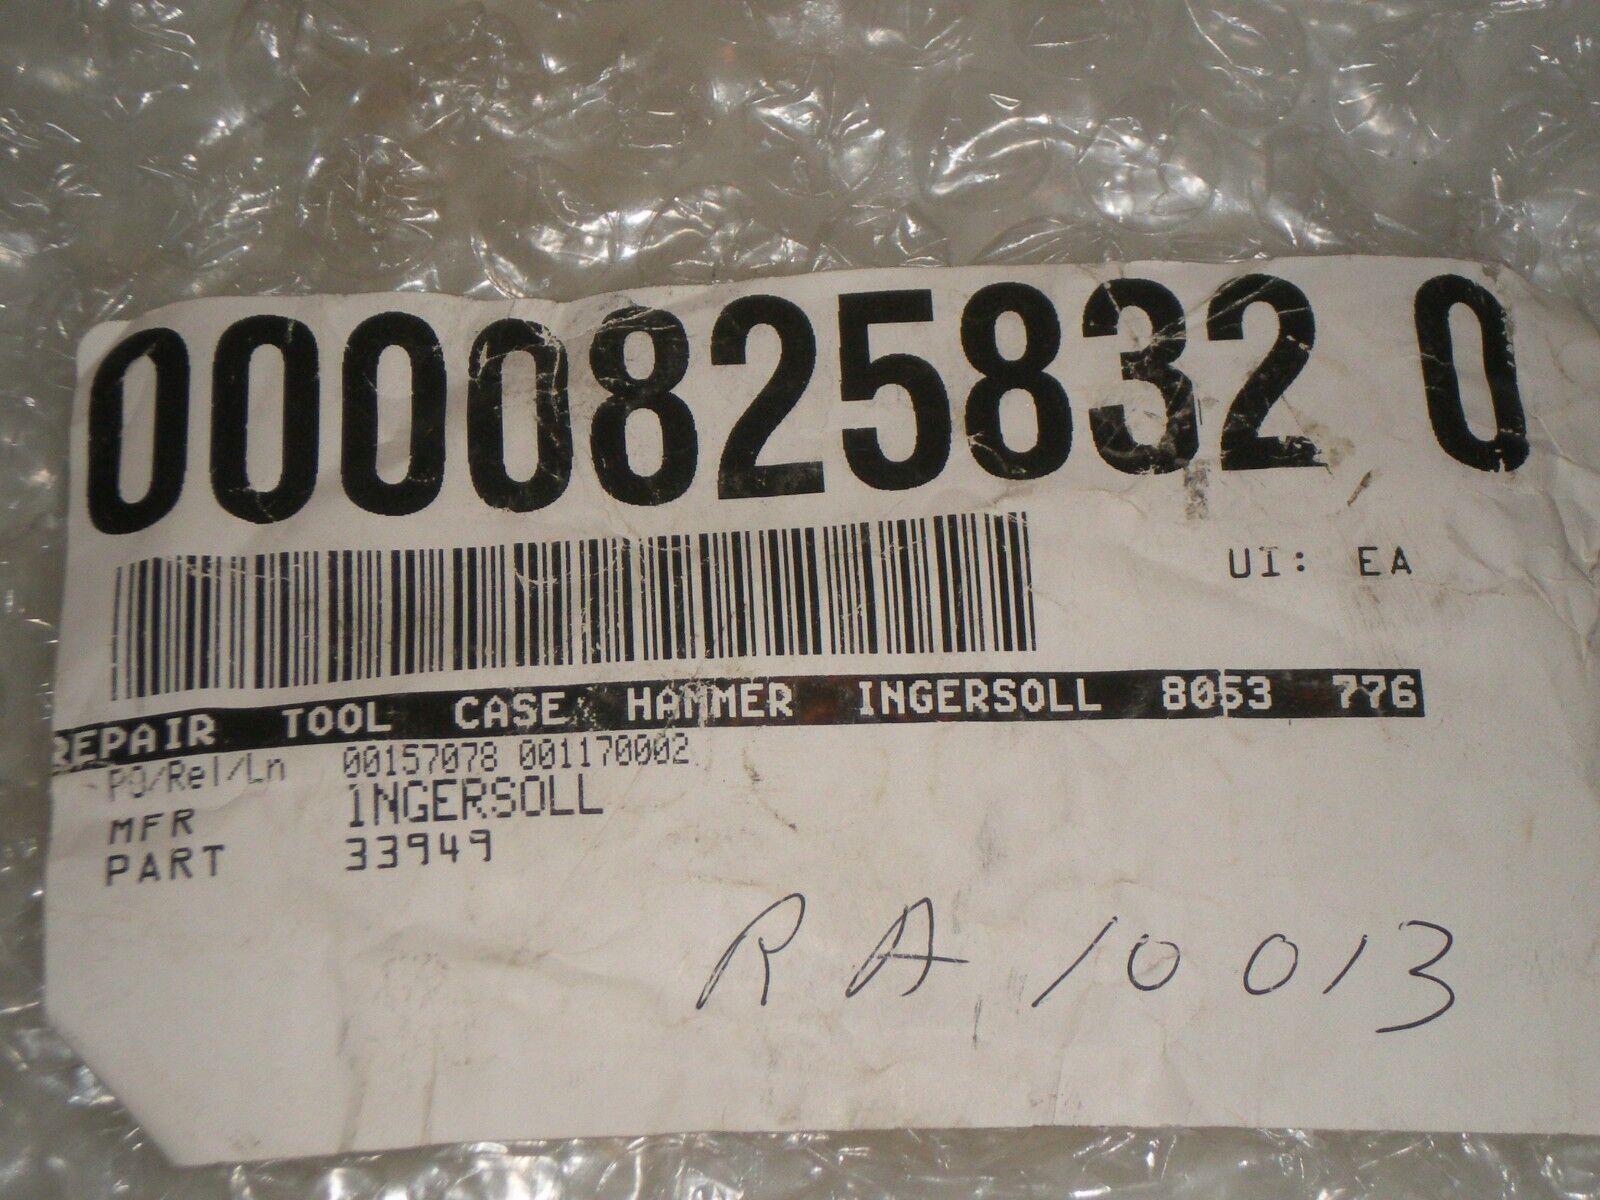 0000825832 0
UI: EA
REPAIR TOOL CASE HAMMER INGERSOLL 8053 776
PO/Rel/Ln 00157078 001170002
MFR INGERSOLL
PART 33949
RA 10013